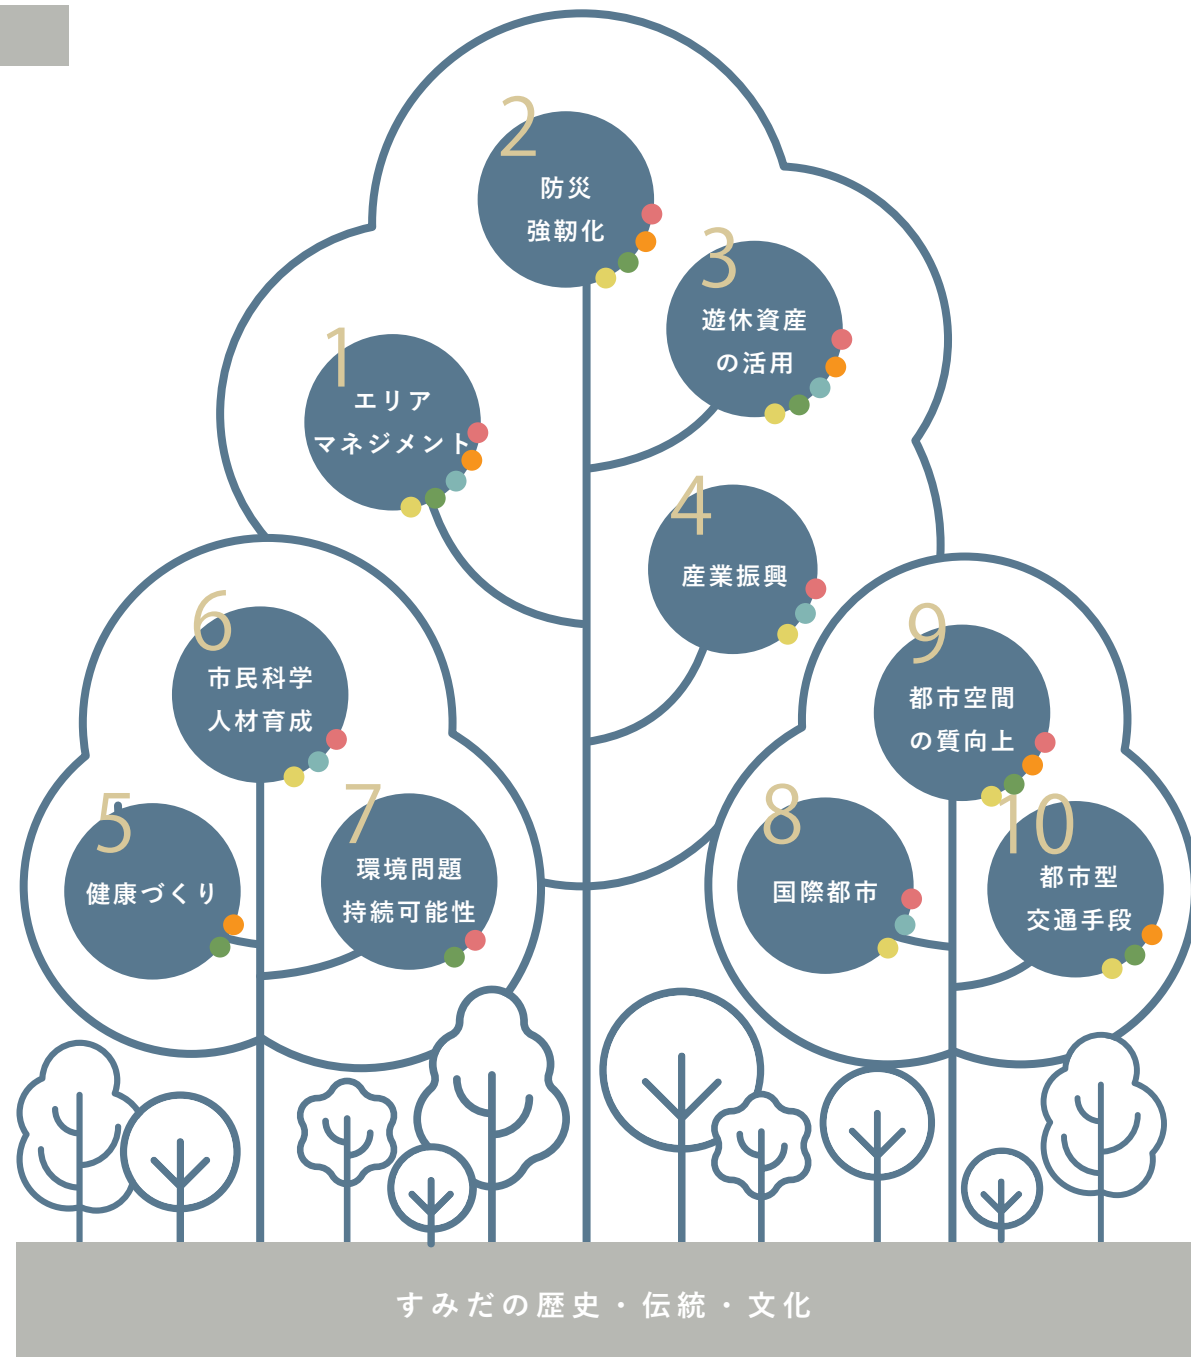 1
エリア
マネジメント
2
防災
強靭化
3
遊休資産
の活用
4
産業振興
5
健康づくり
6
市民科学
人材育成
7
環境問題
持続可能性
8
国際都市
9
都市空間
の質向上
10
都市型
交通手段
すみだの歴史・伝統・文化